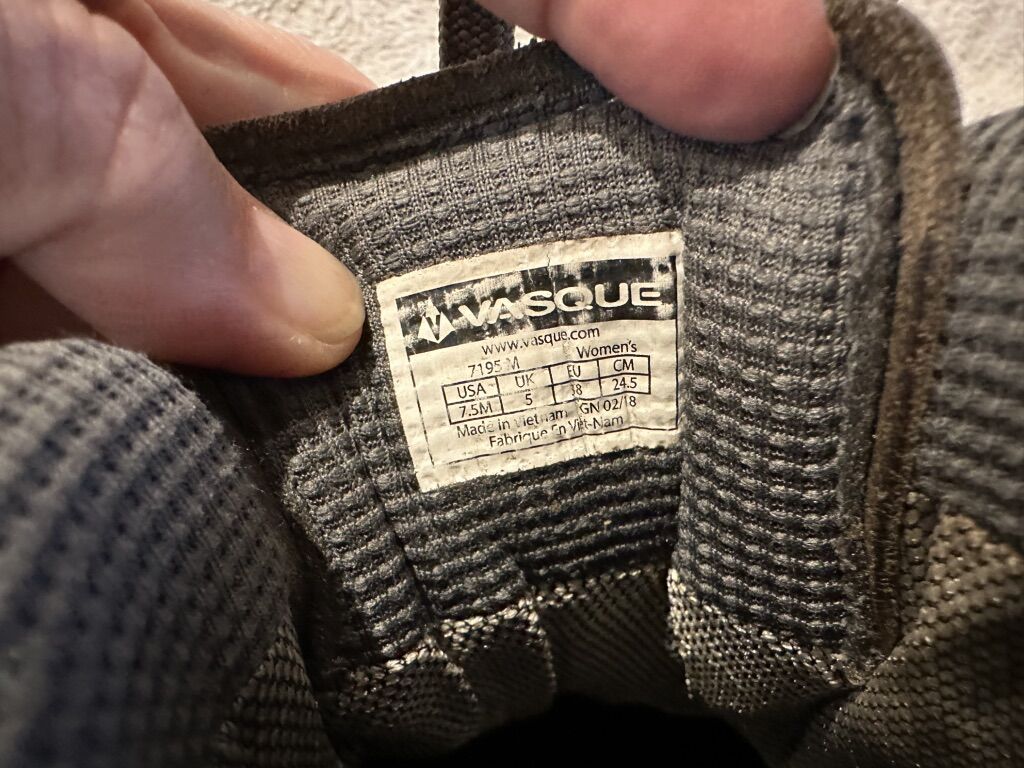 VASQUE
www.vasque.com
7195 M Women's
USA UK EU CM
7.5M 5 38 24.5
Made in Vietnam GN 02/18
Fabrique En Viêt-Nam